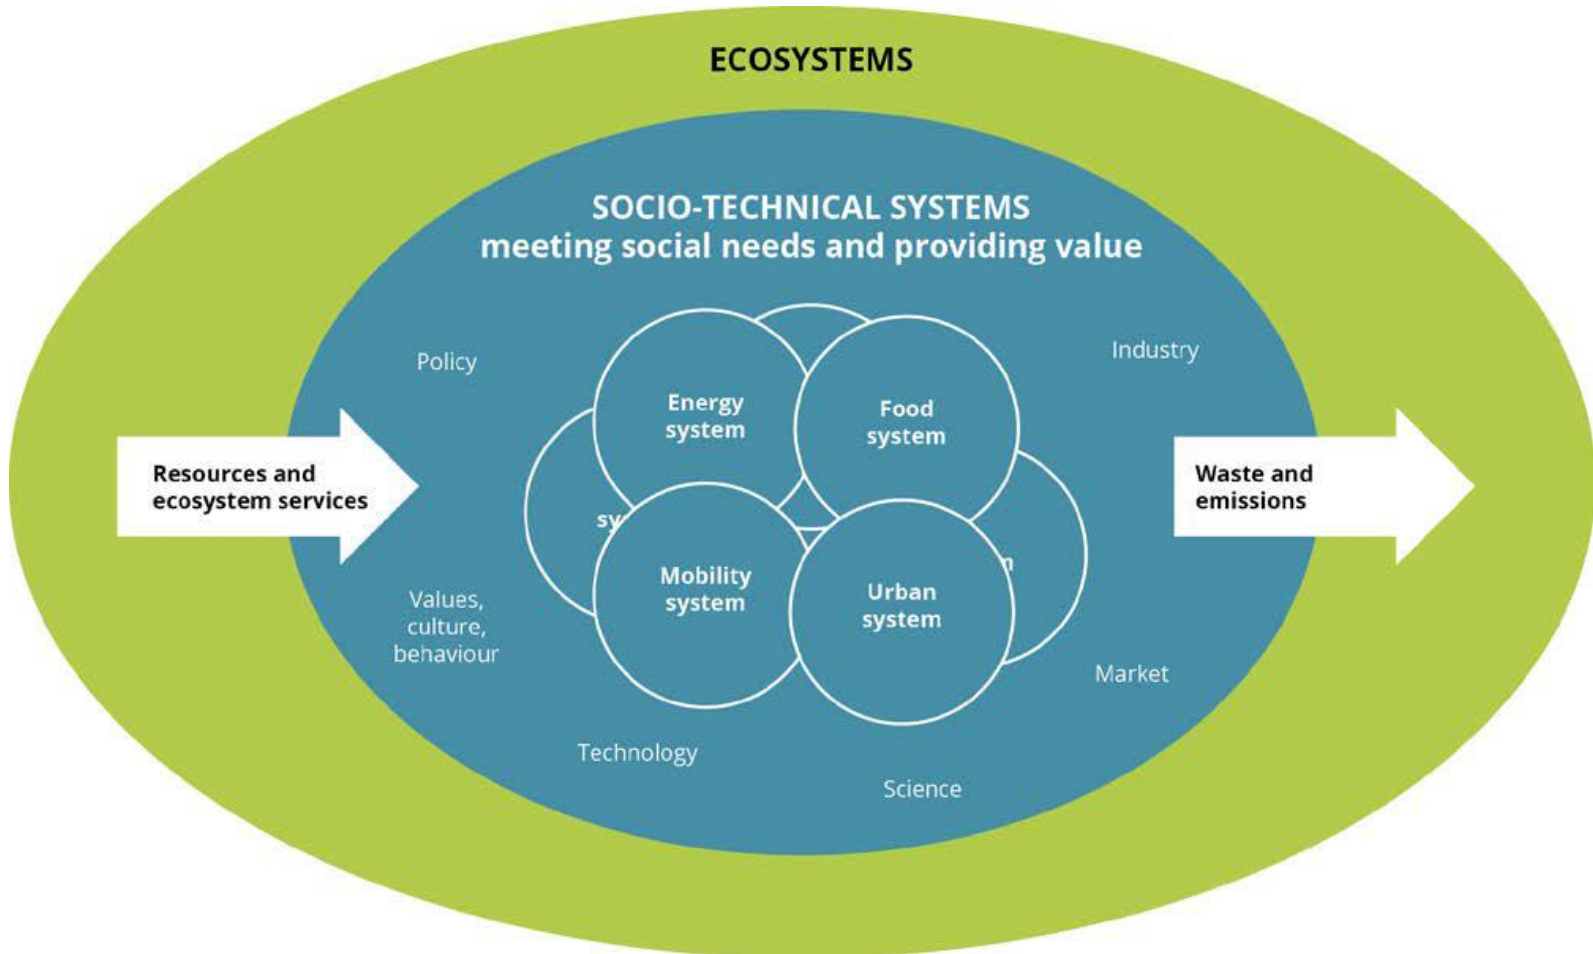 ECOSYSTEMS
SOCIO-TECHNICAL SYSTEMS
meeting social needs and providing value
Policy
Industry
Energy
system
Food
system
Resources and
ecosystem services
Waste and
emissions
Mobility
system
Urban
system
Values,
culture,
behaviour
Market
Technology
Science